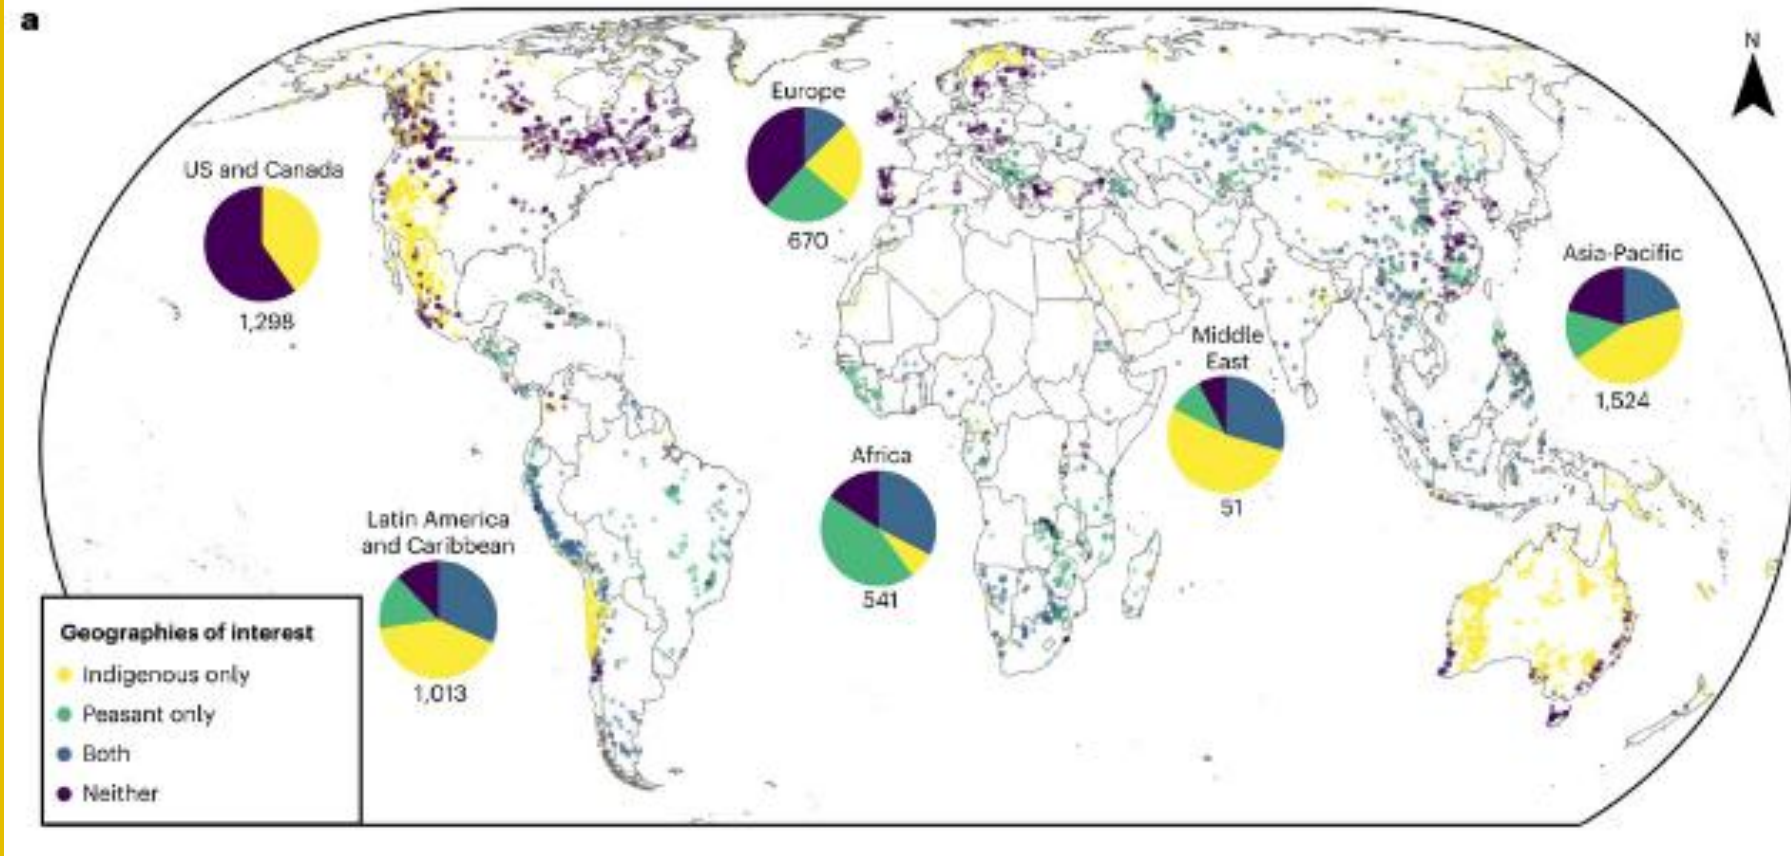 a
N
Europe
670
US and Canada
1,298
Asia-Pacific
1,524
Middle
East
51
Africa
541
Latin America
and Caribbean
1,013
Geographies of interest
Indigenous only
Peasant only
Both
Neither